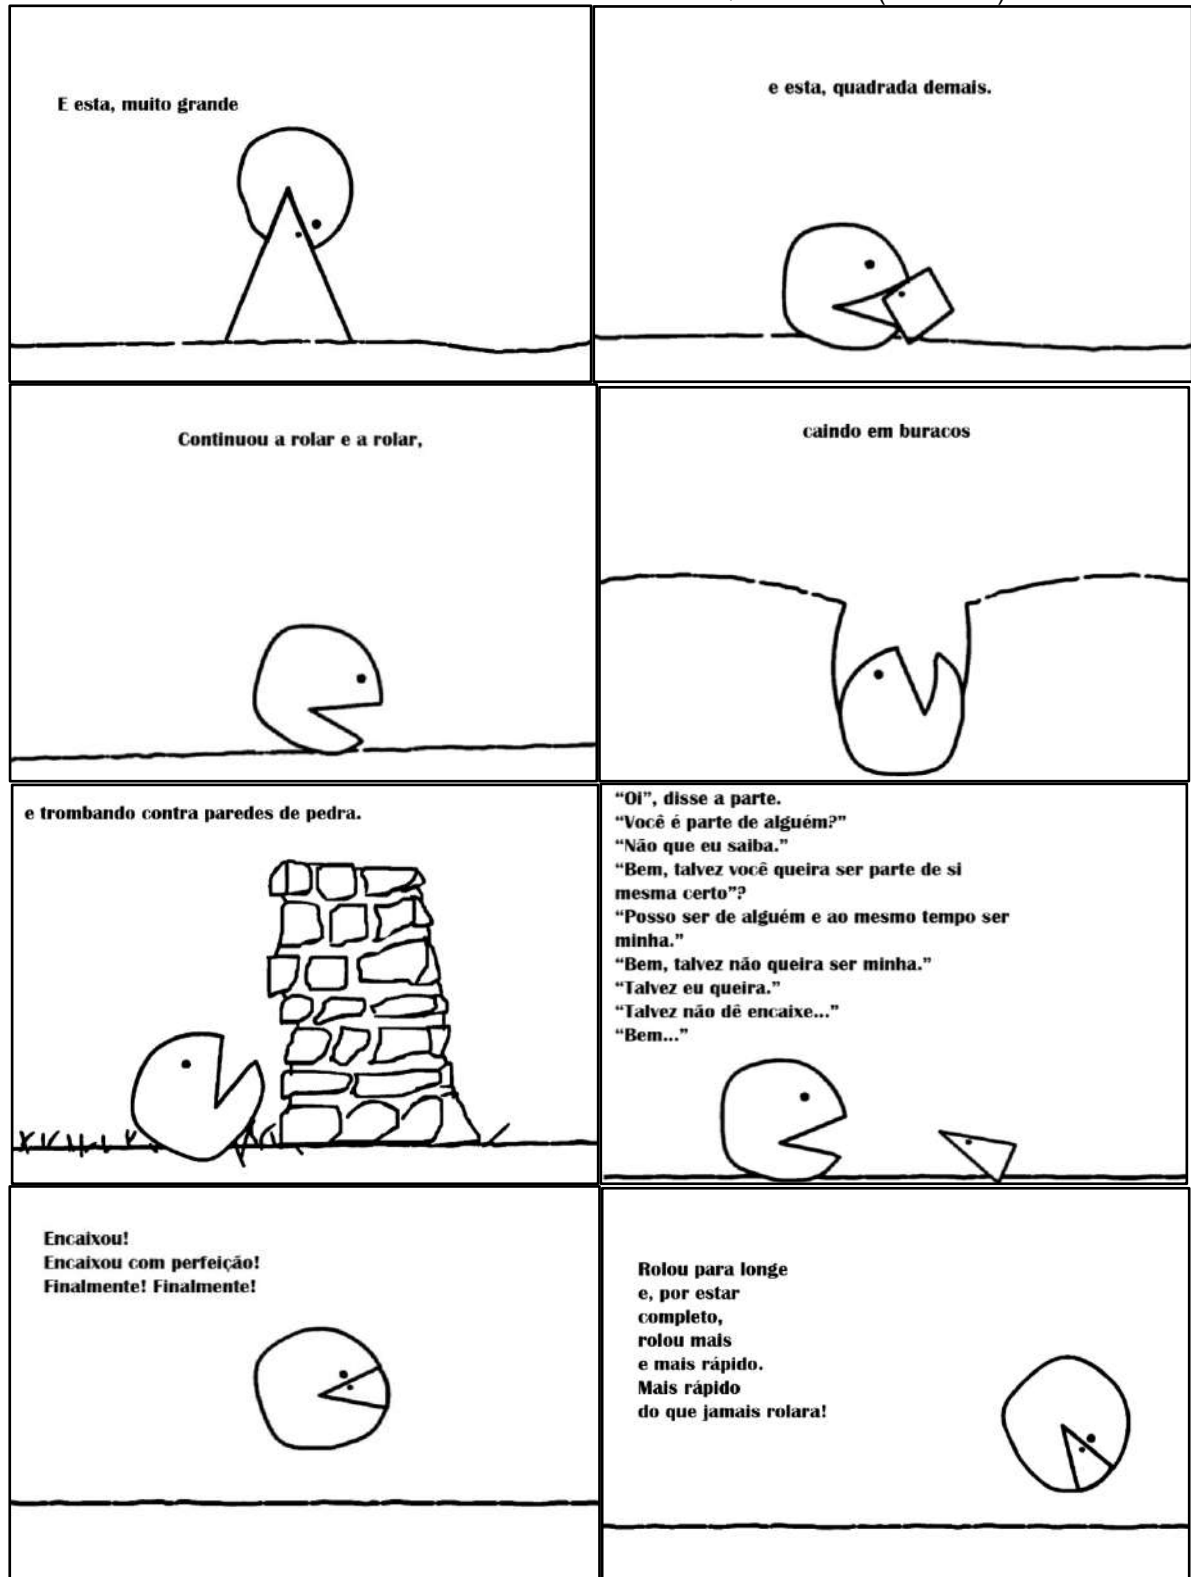 E esta, muito grande
e esta, quadrada demais.
Continuou a rolar e a rolar,
caindo em buracos
e trombando contra paredes de pedra.
“Oi”, disse a parte.
“Você é parte de alguém?”
“Não que eu saiba.”
“Bem, talvez você queira ser parte de si
mesma certo”?
“Posso ser de alguém e ao mesmo tempo ser
minha.”
“Bem, talvez não queira ser minha.”
“Talvez eu queira.”
“Talvez não dê encaixe...”
“Bem...”
Encaixou!
Encaixou com perfeição!
Finalmente! Finalmente!
Rolou para longe
e, por estar
completo,
rolou mais
e mais rápido.
Mais rápido
do que jamais rolara!